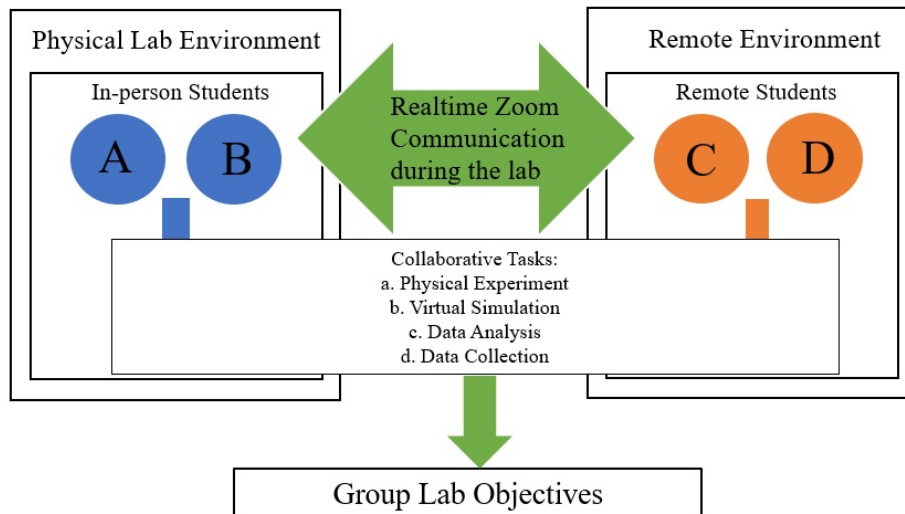 Physical Lab Environment
In-person Students
A
B
Realtime Zoom
Communication
during the lab
Remote Environment
Remote Students
C
D
Collaborative Tasks:
a. Physical Experiment
b. Virtual Simulation
c. Data Analysis
d. Data Collection
Group Lab Objectives